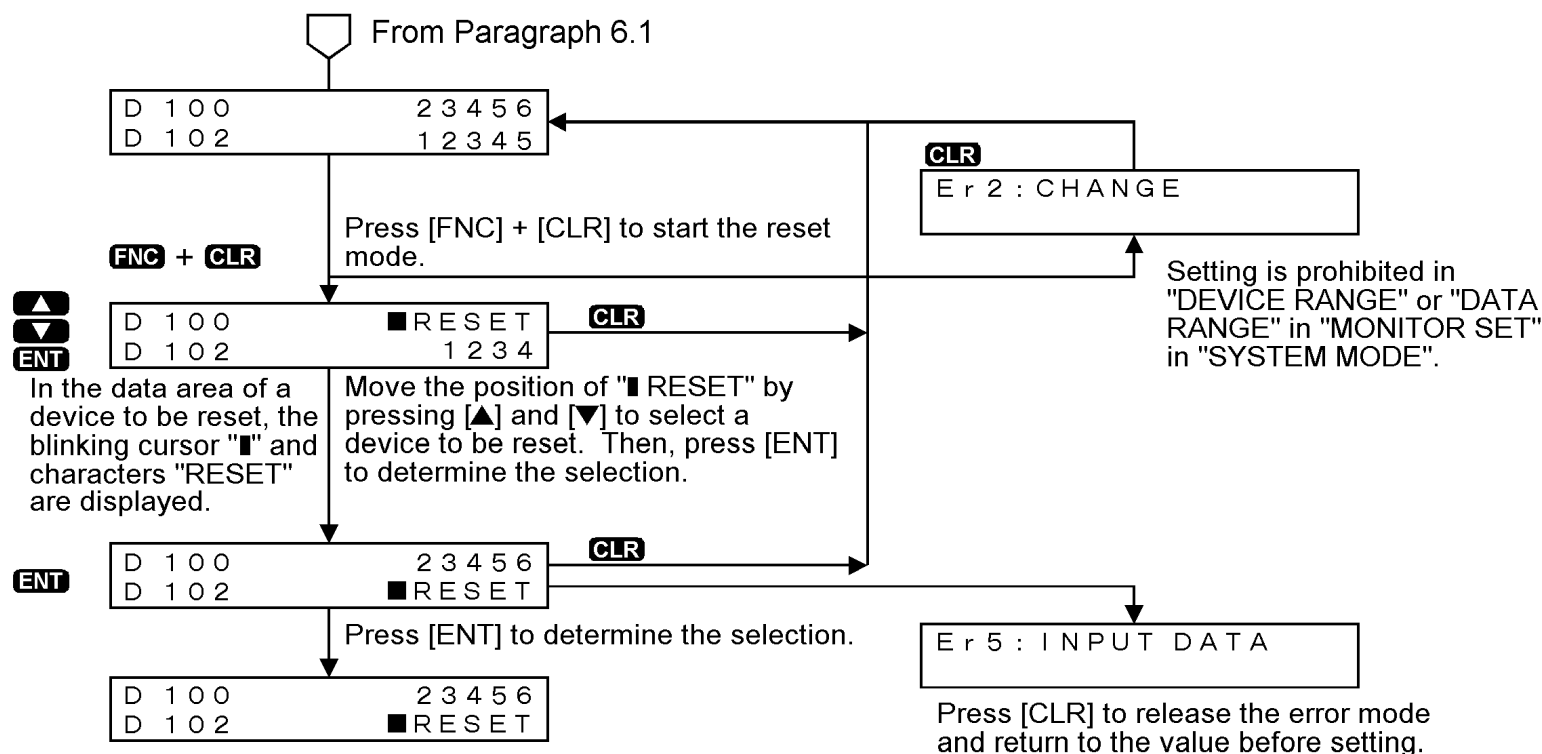 From Paragraph 6.1
D 100 23456
D 102 12345
CLR
Er2:CHANGE
Press [FNC] + [CLR] to start the reset
mode.
FNC + CLR
Setting is prohibited in
"DEVICE RANGE" or "DATA
RANGE" in "MONITOR SET"
in "SYSTEM MODE".
▲
▼
ENT
D 100 ■RESET
D 102 1234
CLR
In the data area of a
device to be reset, the
blinking cursor "▮" and
characters "RESET"
are displayed.
Move the position of "▮ RESET" by
pressing [▲] and [▼] to select a
device to be reset. Then, press [ENT]
to determine the selection.
ENT
D 100 23456
D 102 ■RESET
CLR
Press [ENT] to determine the selection.
Er5:INPUT DATA
D 100 23456
D 102 ■RESET
Press [CLR] to release the error mode
and return to the value before setting.